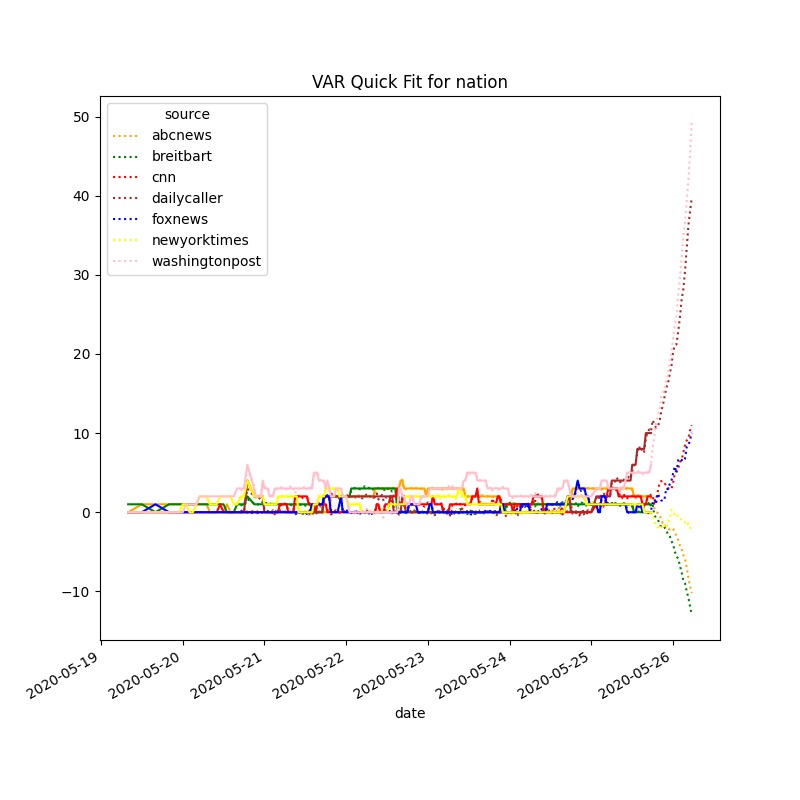 VAR Quick Fit for nation
source
abcnews
breitbart
cnn
dailycaller
foxnews
newyorktimes
washingtonpost
50
40
30
20
10
0
−10
2020-05-19
2020-05-20
2020-05-21
2020-05-22
2020-05-23
2020-05-24
2020-05-25
2020-05-26
date